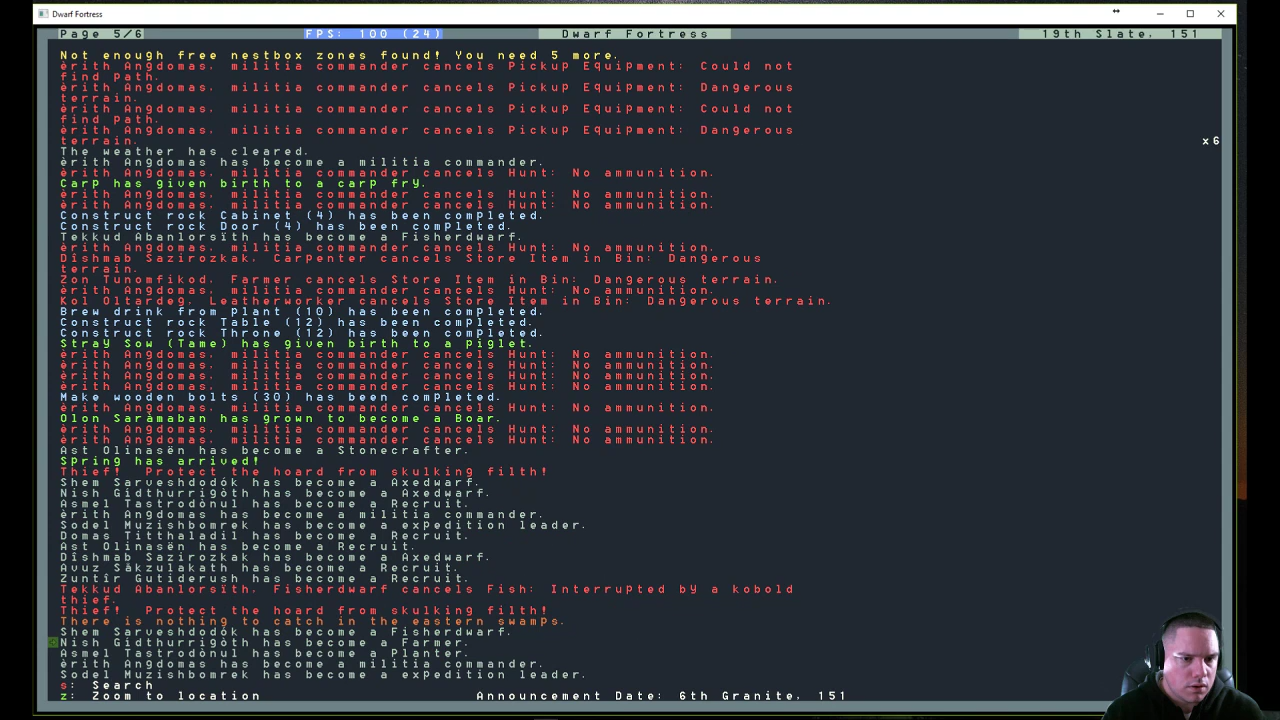 Dwarf Fortress
Page 5/6 FPS: 100 (24) Dwarf Fortress 19th Slate, 151
Not enough free nestbox zones found! You need 5 more.
èrith Angdomas, militia commander cancels Pickup Equipment: Could not
find Path.
èrith Angdomas, militia commander cancels Pickup Equipment: Dangerous
terrain.
èrith Angdomas, militia commander cancels Pickup Equipment: Could not
find Path.
èrith Angdomas, militia commander cancels Pickup Equipment: Dangerous
terrain. x6
The weather has cleared.
èrith Angdomas has become a militia commander.
èrith Angdomas, militia commander cancels Hunt: No ammunition.
Carp has given birth to a carp fry.
èrith Angdomas, militia commander cancels Hunt: No ammunition.
èrith Angdomas, militia commander cancels Hunt: No ammunition.
Construct rock Cabinet (4) has been completed.
Construct rock Door (4) has been completed.
Tekkud Abanlorsïth has become a Fisherdwarf.
èrith Angdomas, militia commander cancels Hunt: No ammunition.
Dîshmab Sazirozkak, Carpenter cancels Store Item in Bin: Dangerous
terrain.
Zon Tunomfikod, Farmer cancels Store Item in Bin: Dangerous terrain.
èrith Angdomas, militia commander cancels Hunt: No ammunition.
Kol Oltardeg, Leatherworker cancels Store Item in Bin: Dangerous terrain.
Brew drink from plant (10) has been completed.
Construct rock Table (12) has been completed.
Construct rock Throne (12) has been completed.
Stray Sow (Tame) has given birth to a Piglet.
èrith Angdomas, militia commander cancels Hunt: No ammunition.
èrith Angdomas, militia commander cancels Hunt: No ammunition.
èrith Angdomas, militia commander cancels Hunt: No ammunition.
èrith Angdomas, militia commander cancels Hunt: No ammunition.
Make wooden bolts (30) has been completed.
èrith Angdomas, militia commander cancels Hunt: No ammunition.
Olon Saràmaban has grown to become a Boar.
èrith Angdomas, militia commander cancels Hunt: No ammunition.
èrith Angdomas, militia commander cancels Hunt: No ammunition.
Ast Olinasën has become a Stonecrafter.
Spring has arrived!
Thief! Protect the hoard from skulking filth!
Shem Sarveshdodók has become a Axedwarf.
Nish Gidthurrigòth has become a Axedwarf.
Asmel Tastrodònul has become a Recruit.
èrith Angdomas has become a militia commander.
Sodel Muzishbomrek has become a expedition leader.
Domas Titthaladil has become a Recruit.
Ast Olinasën has become a Recruit.
Dîshmab Sazirozkak has become a Axedwarf.
Avuz Såkzulakath has become a Recruit.
Zuntîr Gutiderush has become a Recruit.
Tekkud Abanlorsïth, Fisherdwarf cancels Fish: Interrupted by a kobold
thief.
Thief! Protect the hoard from skulking filth!
There is nothing to catch in the eastern swamps.
Shem Sarveshdodók has become a Fisherdwarf.
Nish Gidthurrigòth has become a Farmer.
Asmel Tastrodònul has become a Planter.
èrith Angdomas has become a militia commander.
Sodel Muzishbomrek has become a expedition leader.
s: Search
z: Zoom to location Announcement Date: 6th Granite, 151